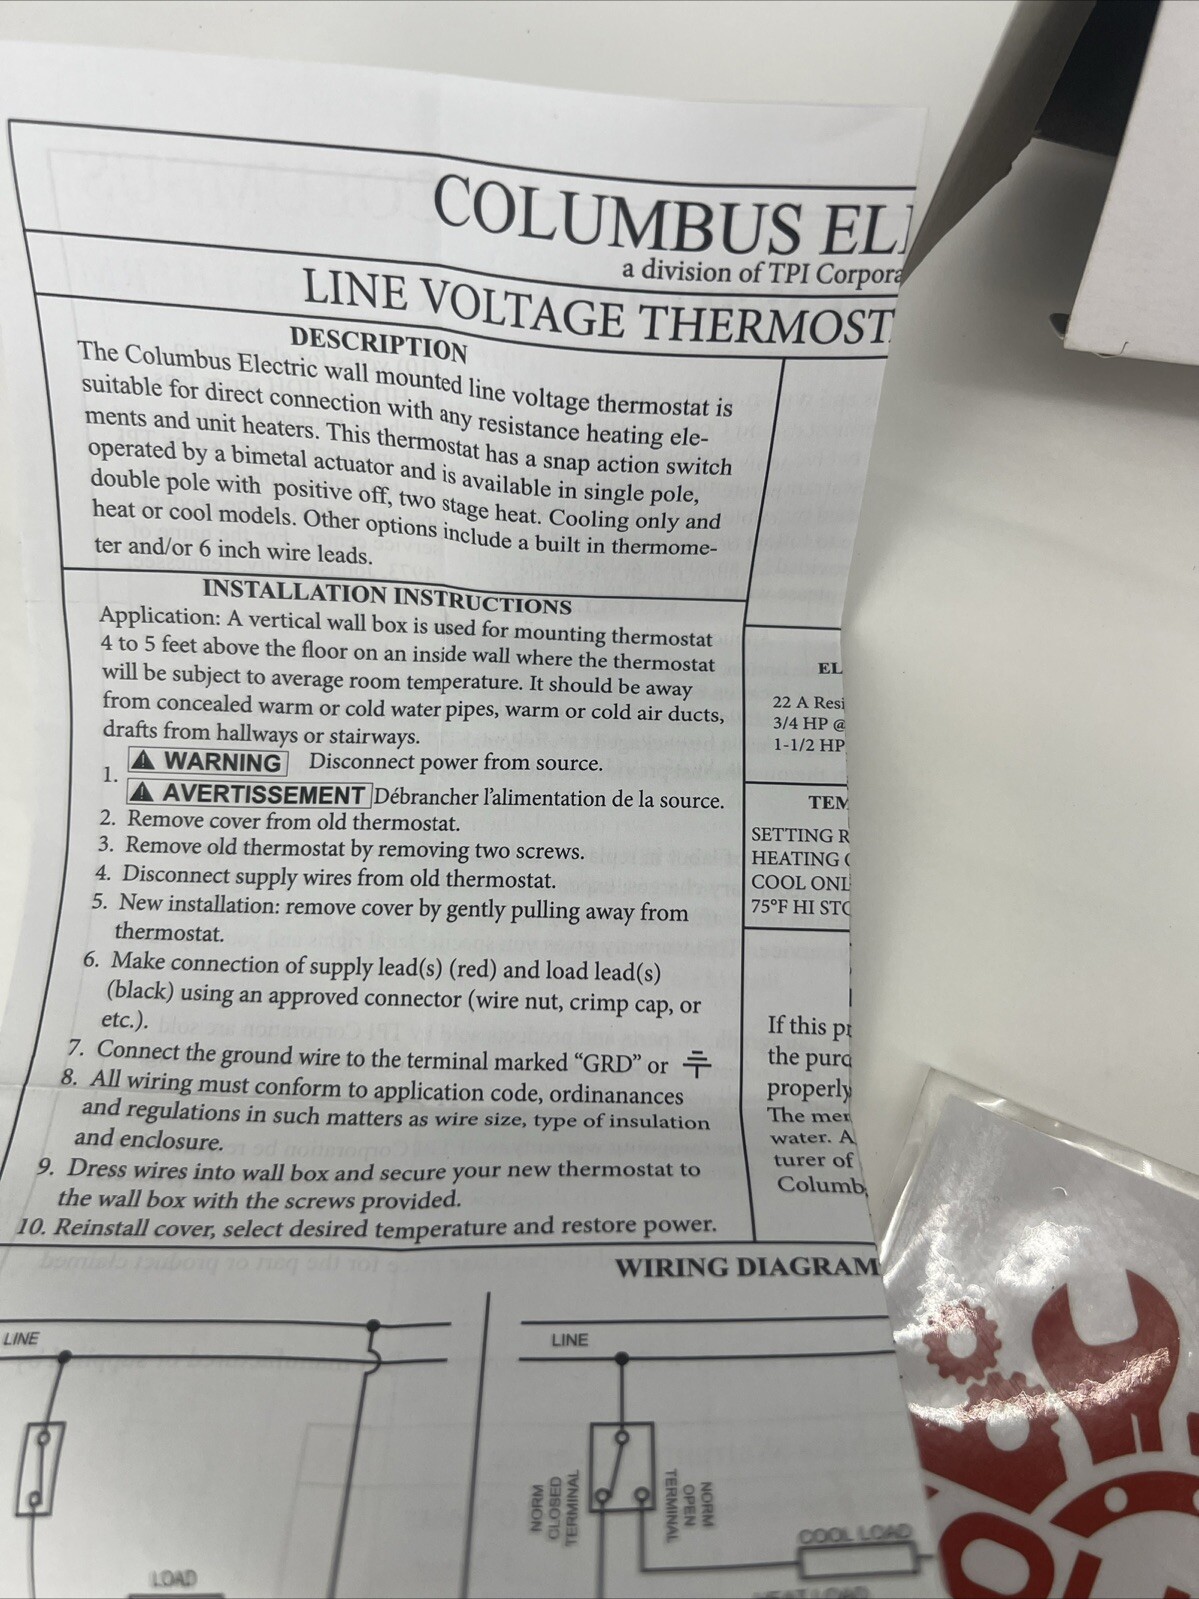 COLUMBUS EL
a division of TPI Corpora
LINE VOLTAGE THERMOST
DESCRIPTION
The Columbus Electric wall mounted line voltage thermostat is
suitable for direct connection with any resistance heating ele-
ments and unit heaters. This thermostat has a snap action switch
operated by a bimetal actuator and is available in single pole,
double pole with positive off, two stage heat. Cooling only and
heat or cool models. Other options include a built in thermome-
ter and/or 6 inch wire leads.
INSTALLATION INSTRUCTIONS
Application: A vertical wall box is used for mounting thermostat
4 to 5 feet above the floor on an inside wall where the thermostat
will be subject to average room temperature. It should be away
from concealed warm or cold water pipes, warm or cold air ducts,
drafts from hallways or stairways.
1. WARNING Disconnect power from source.
AVERTISSEMENT Débrancher l'alimentation de la source.
2. Remove cover from old thermostat.
3. Remove old thermostat by removing two screws.
4. Disconnect supply wires from old thermostat.
5. New installation: remove cover by gently pulling away from
thermostat.
6. Make connection of supply lead(s) (red) and load lead(s)
(black) using an approved connector (wire nut, crimp cap, or
etc.).
7. Connect the ground wire to the terminal marked “GRD” or
8. All wiring must conform to application code, ordinanances
and regulations in such matters as wire size, type of insulation
and enclosure.
9. Dress wires into wall box and secure your new thermostat to
the wall box with the screws provided.
10. Reinstall cover, select desired temperature and restore power.
EL
22 A Resi
3/4 HP @
1-1/2 HP
TEM
SETTING R
HEATING
COOL ONL
75°F HI STO
If this pr
the purc
properly
The mer
water. A
turer of
Columb
WIRING DIAGRAM
LINE
LOAD
LINE
NORM
CLOSED
TERMINAL
NORM
OPEN
TERMINAL
COOL LOAD
HEAT LOAD